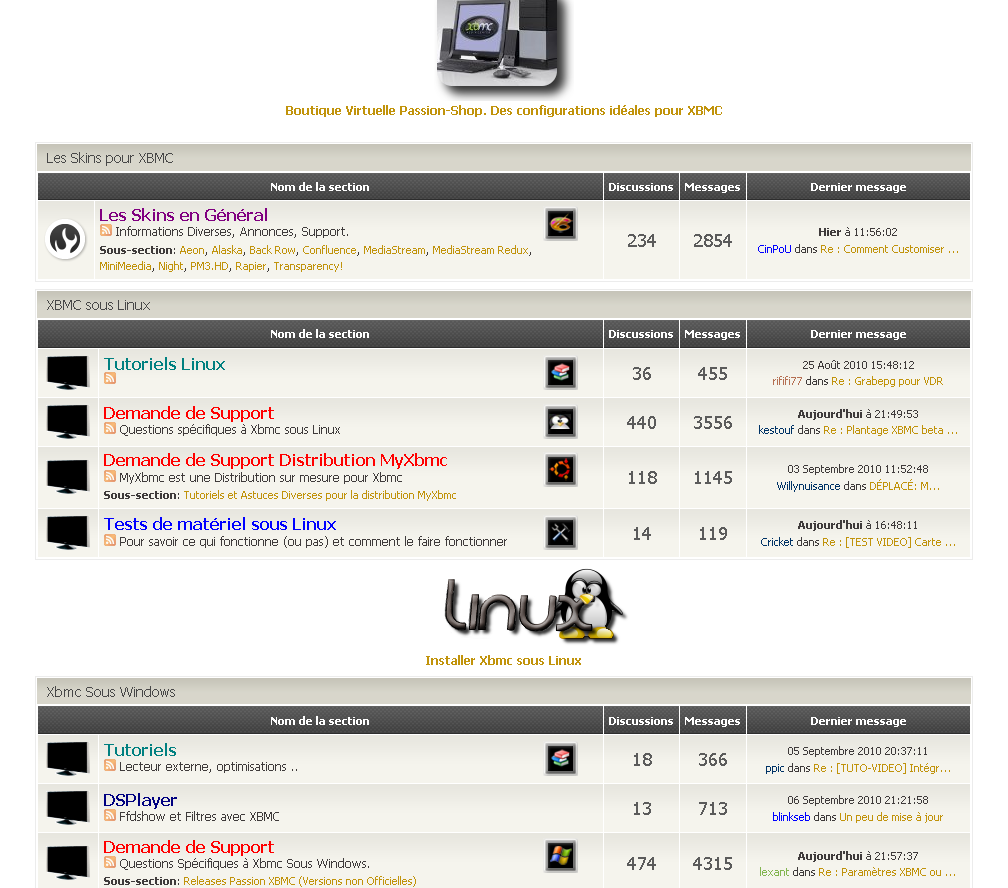 xbmc
Boutique Virtuelle Passion-Shop. Des configurations idéales pour XBMC
Les Skins pour XBMC
Nom de la section Discussions Messages Dernier message
Les Skins en Général
Informations Diverses, Annonces, Support.
Sous-section: Aeon, Alaska, Back Row, Confluence, MediaStream, MediaStream Redux,
MiniMeedia, Night, PM3.HD, Rapier, Transparency!
234 2854
Hier à 11:56:02
CinPoU dans Re : Comment Customiser ...
XBMC sous Linux
Nom de la section Discussions Messages Dernier message
Tutoriels Linux
36 455
25 Août 2010 15:48:12
rififi77 dans Re : Grabepg pour VDR
Demande de Support
Questions spécifiques à Xbmc sous Linux
440 3556
Aujourd'hui à 21:49:53
kestouf dans Re : Plantage XBMC beta ...
Demande de Support Distribution MyXbmc
MyXbmc est une Distribution sur mesure pour Xbmc
Sous-section: Tutoriels et Astuces Diverses pour la distribution MyXbmc
118 1145
03 Septembre 2010 11:52:48
Willynuisance dans DÉPLACÉ: M...
Tests de matériel sous Linux
Pour savoir ce qui fonctionne (ou pas) et comment le faire fonctionner
14 119
Aujourd'hui à 16:48:11
Cricket dans Re : [TEST VIDEO] Carte ...
Linux
Installer Xbmc sous Linux
Xbmc Sous Windows
Nom de la section Discussions Messages Dernier message
Tutoriels
Lecteur externe, optimisations ..
18 366
05 Septembre 2010 20:37:11
ppic dans Re : [TUTO-VIDEO] Intégr...
DSPlayer
Ffdshow et Filtres avec XBMC
13 713
06 Septembre 2010 21:21:58
blinkseb dans Un peu de mise à jour
Demande de Support
Questions Spécifiques à Xbmc Sous Windows.
Sous-section: Releases Passion XBMC (Versions non Officielles)
474 4315
Aujourd'hui à 21:57:37
lexant dans Re : Paramètres XBMC ou ...